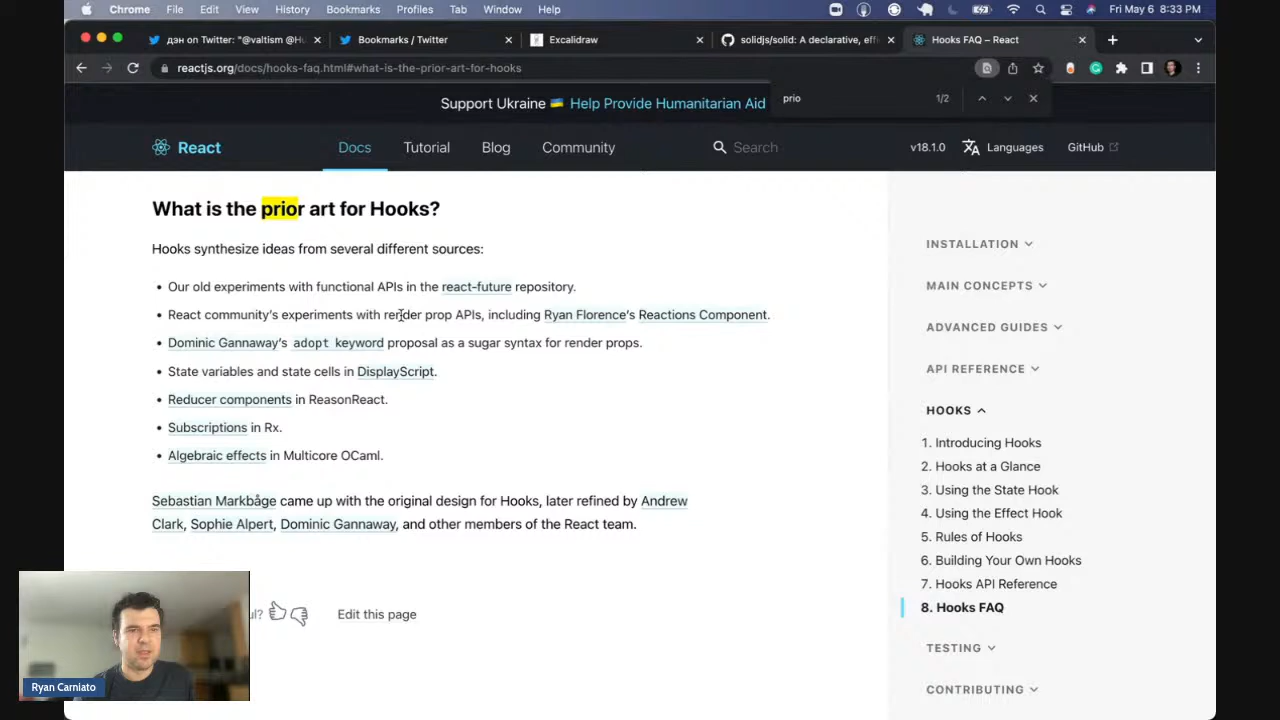 Chrome File Edit View History Bookmarks Profiles Tab Window Help Fri May 6 8:33 PM
дэн on Twitter: "@valtism @Hu Bookmarks / Twitter Excalidraw solidjs/solid: A declarative, effi Hooks FAQ – React
reactjs.org/docs/hooks-faq.html#what-is-the-prior-art-for-hooks
prio 1/2
Support Ukraine 🇺🇦 Help Provide Humanitarian Aid
React Docs Tutorial Blog Community Search v18.1.0 Languages GitHub
What is the prior art for Hooks?
Hooks synthesize ideas from several different sources:
• Our old experiments with functional APIs in the react-future repository.
• React community's experiments with render prop APIs, including Ryan Florence's Reactions Component.
• Dominic Gannaway's adopt keyword proposal as a sugar syntax for render props.
• State variables and state cells in DisplayScript.
• Reducer components in ReasonReact.
• Subscriptions in Rx.
• Algebraic effects in Multicore OCaml.
Sebastian Markbåge came up with the original design for Hooks, later refined by Andrew
Clark, Sophie Alpert, Dominic Gannaway, and other members of the React team.
ul? Edit this page
INSTALLATION
MAIN CONCEPTS
ADVANCED GUIDES
API REFERENCE
HOOKS
1. Introducing Hooks
2. Hooks at a Glance
3. Using the State Hook
4. Using the Effect Hook
5. Rules of Hooks
6. Building Your Own Hooks
7. Hooks API Reference
8. Hooks FAQ
TESTING
CONTRIBUTING
Ryan Carniato